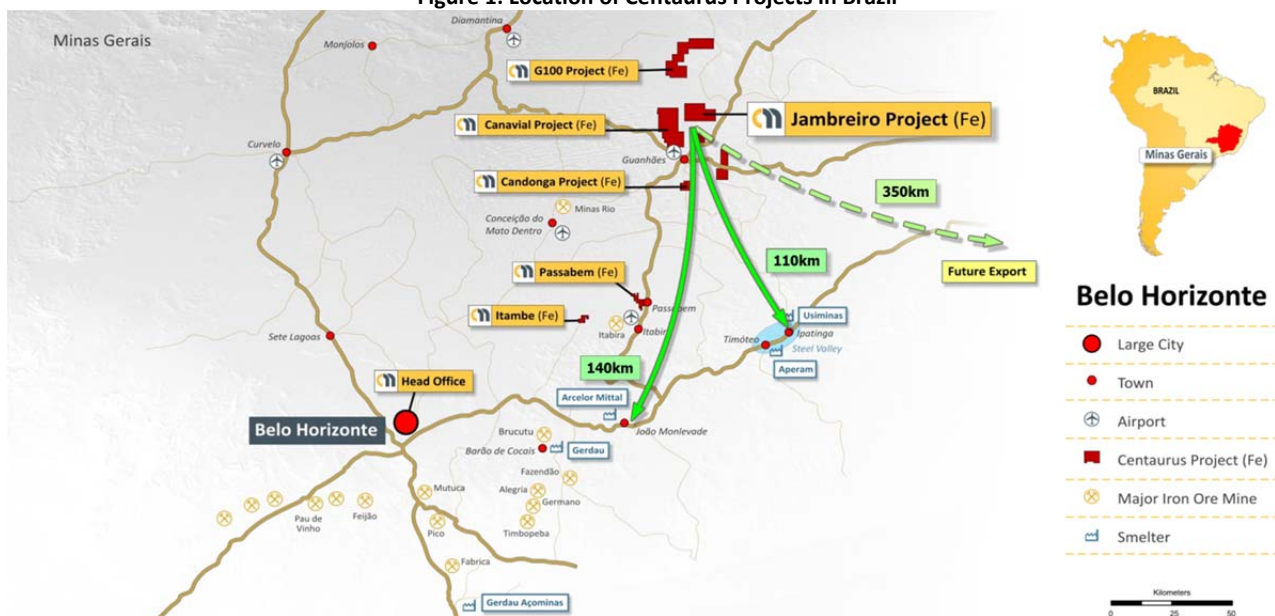 Figure 1: Location of Centaurus Projects in Brazil
Minas Gerais
Diamantina
Monjolos
G100 Project (Fe)
Canavial Project (Fe)
Jambreiro Project (Fe)
Curvelo
Guanhães
Candonga Project (Fe)
350km
Minas Rio
Conceição do
Mato Dentro
110km
Future Export
Passabem (Fe)
Passabem
Itambe (Fe)
Itabira
Usiminas
Ipatinga
Timóteo
Steel Valley
Aperam
Sete Lagoas
140km
Head Office
Arcelor Mittal
João Monlevade
Belo Horizonte
Brucutu
Barão de Cocais
Gerdau
Fazendão
Mutuca
Alegria
Germano
Pau de
Vinho
Feijão
Pico
Timbopeba
Fabrica
Gerdau Açominas
BRAZIL
Minas Gerais
Belo Horizonte
Large City
Town
Airport
Centaurus Project (Fe)
Major Iron Ore Mine
Smelter
Kilometers
0 25 50